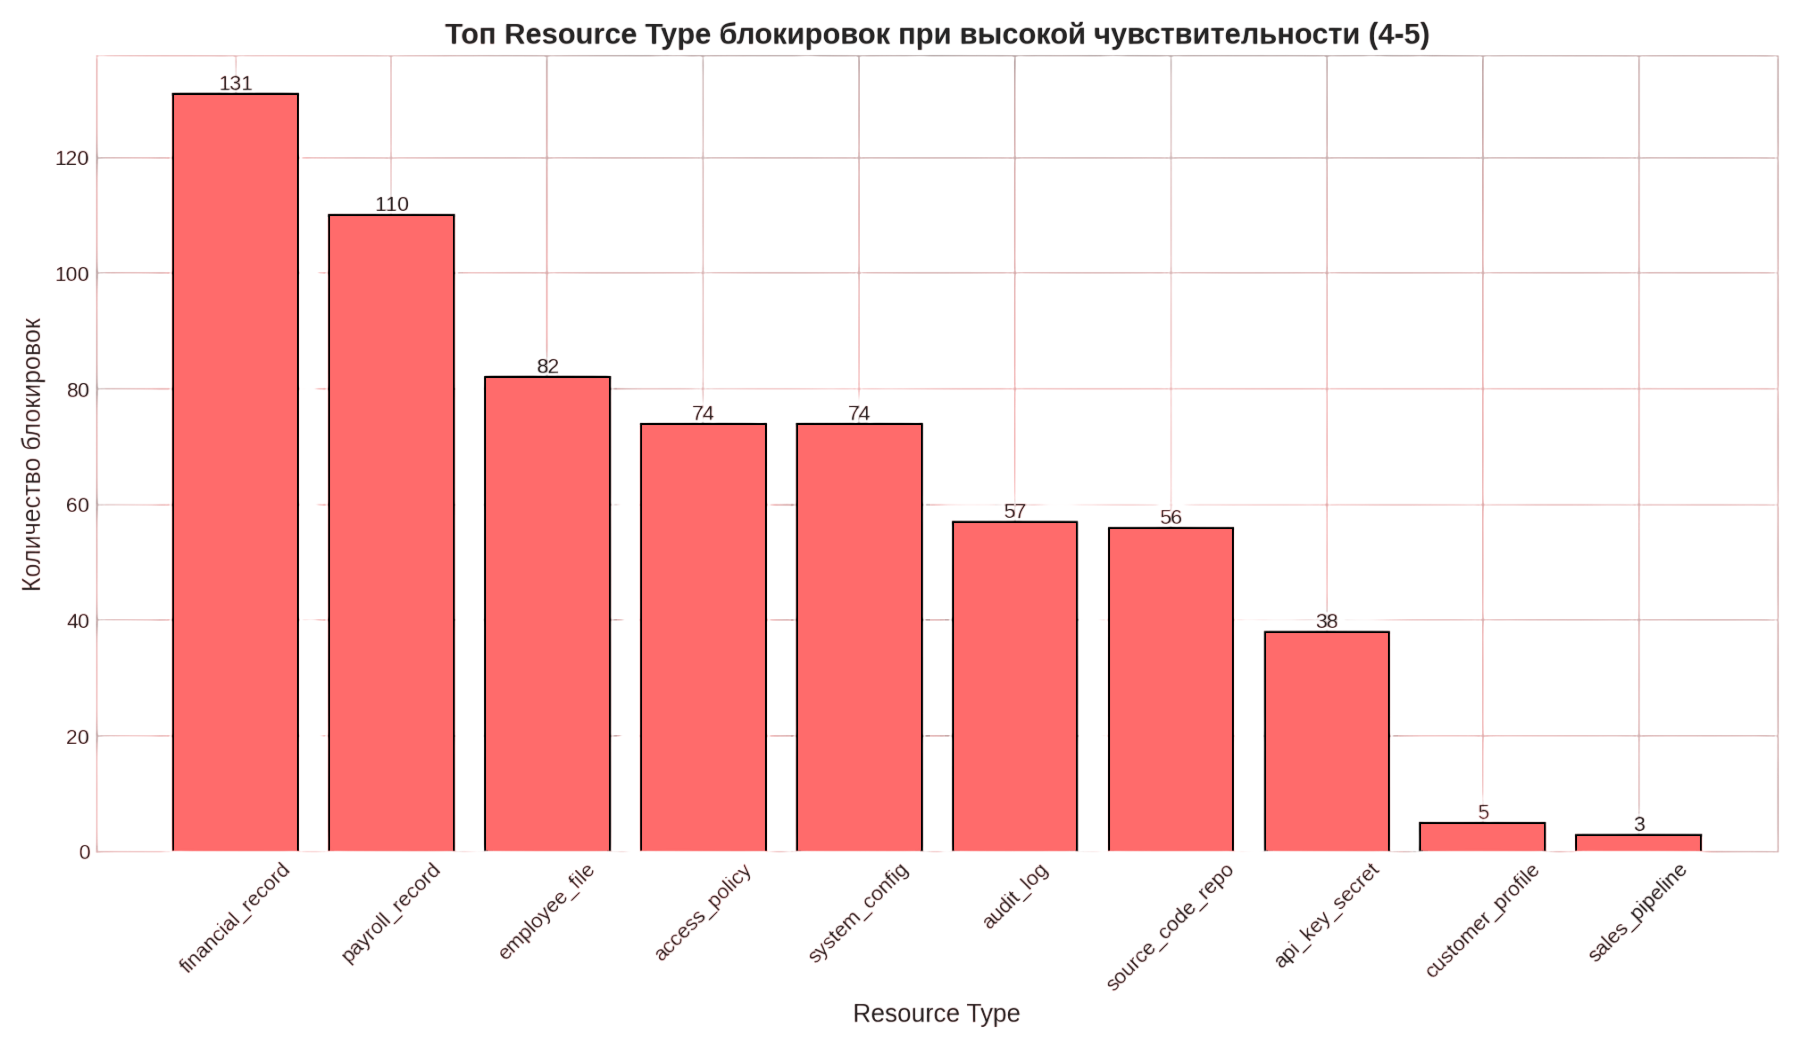 Топ Resource Type блокировок при высокой чувствительности (4-5)
Количество блокировок
120
100
80
60
40
20
0
131
110
82
74
74
57
56
38
5
3
financial_record
payroll_record
employee_file
access_policy
system_config
audit_log
source_code_repo
api_key_secret
customer_profile
sales_pipeline
Resource Type